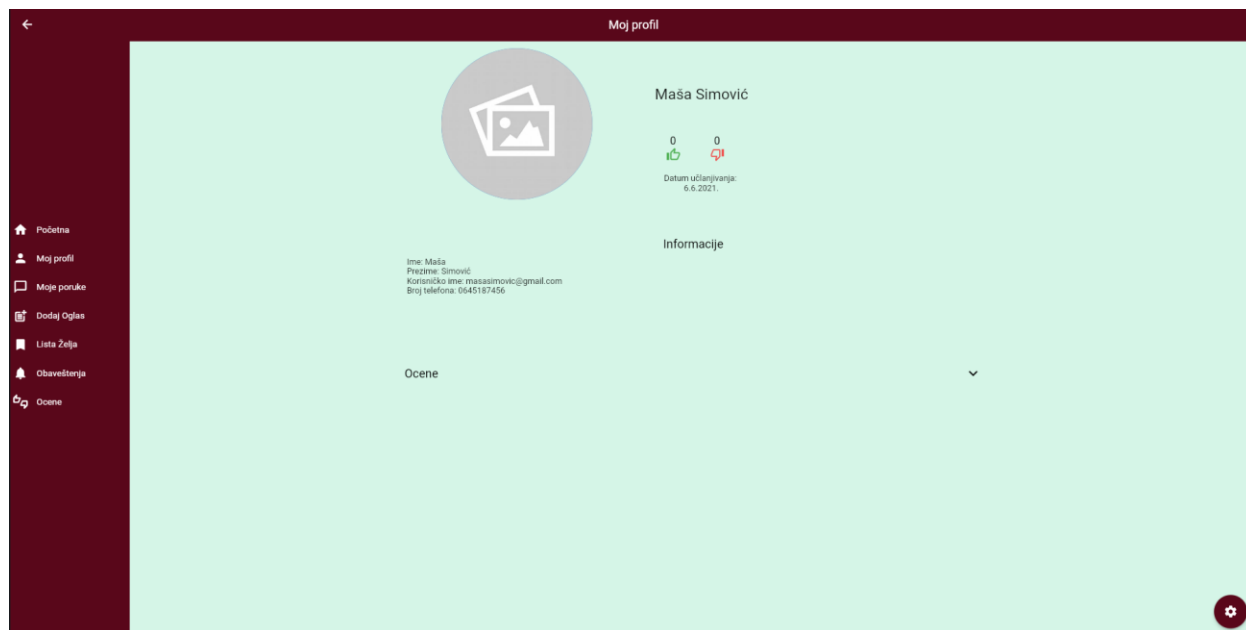 Moj profil
Početna
Moj profil
Moje poruke
Dodaj Oglas
Lista Želja
Obaveštenja
Ocene
Maša Simović
0 0
Datum učlanjivanja:
6.6.2021.
Informacije
Ime: Maša
Prezime: Simović
Korisničko ime: masasimovic@gmail.com
Broj telefona: 0645187456
Ocene